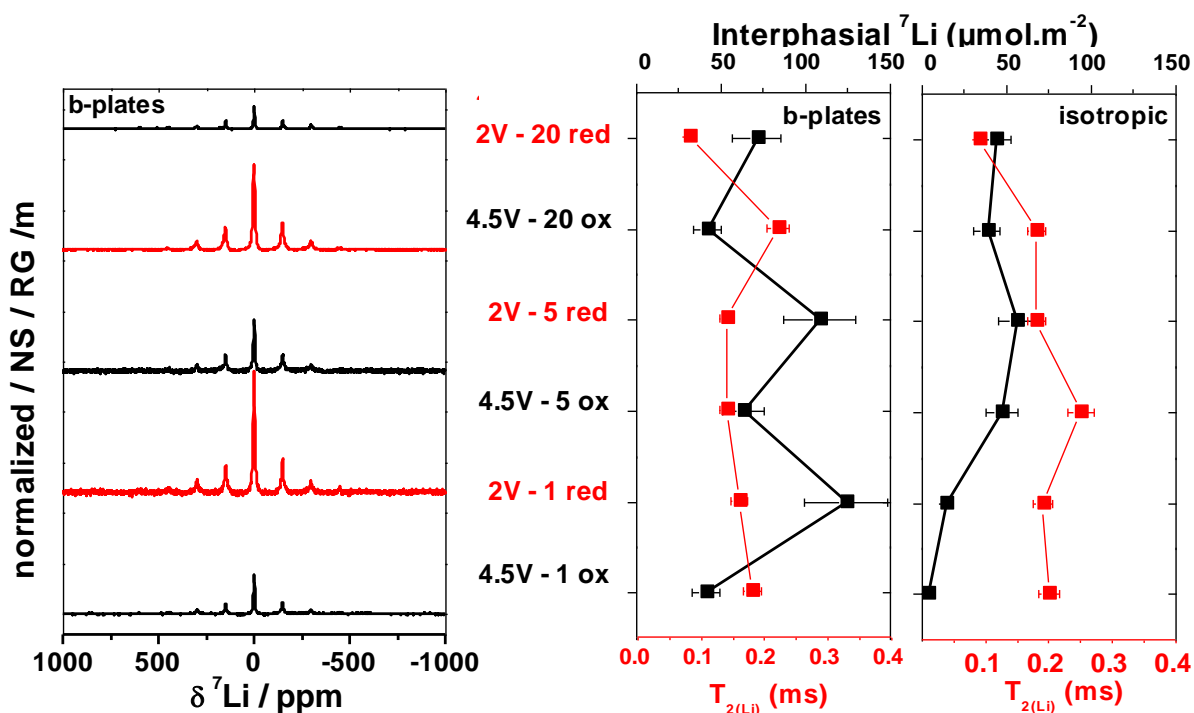 Interphasial ⁷Li (µmol.m⁻²)
0 50 100 150 0 50 100 150
b-plates
b-plates
isotropic
2V - 20 red
4.5V - 20 ox
2V - 5 red
4.5V - 5 ox
2V - 1 red
4.5V - 1 ox
normalized / NS / RG /m
1000 500 0 -500 -1000
δ ⁷Li / ppm
0.0 0.1 0.2 0.3 0.4 0.1 0.2 0.3 0.4
T₂₍Li₎ (ms)
T₂₍Li₎ (ms)